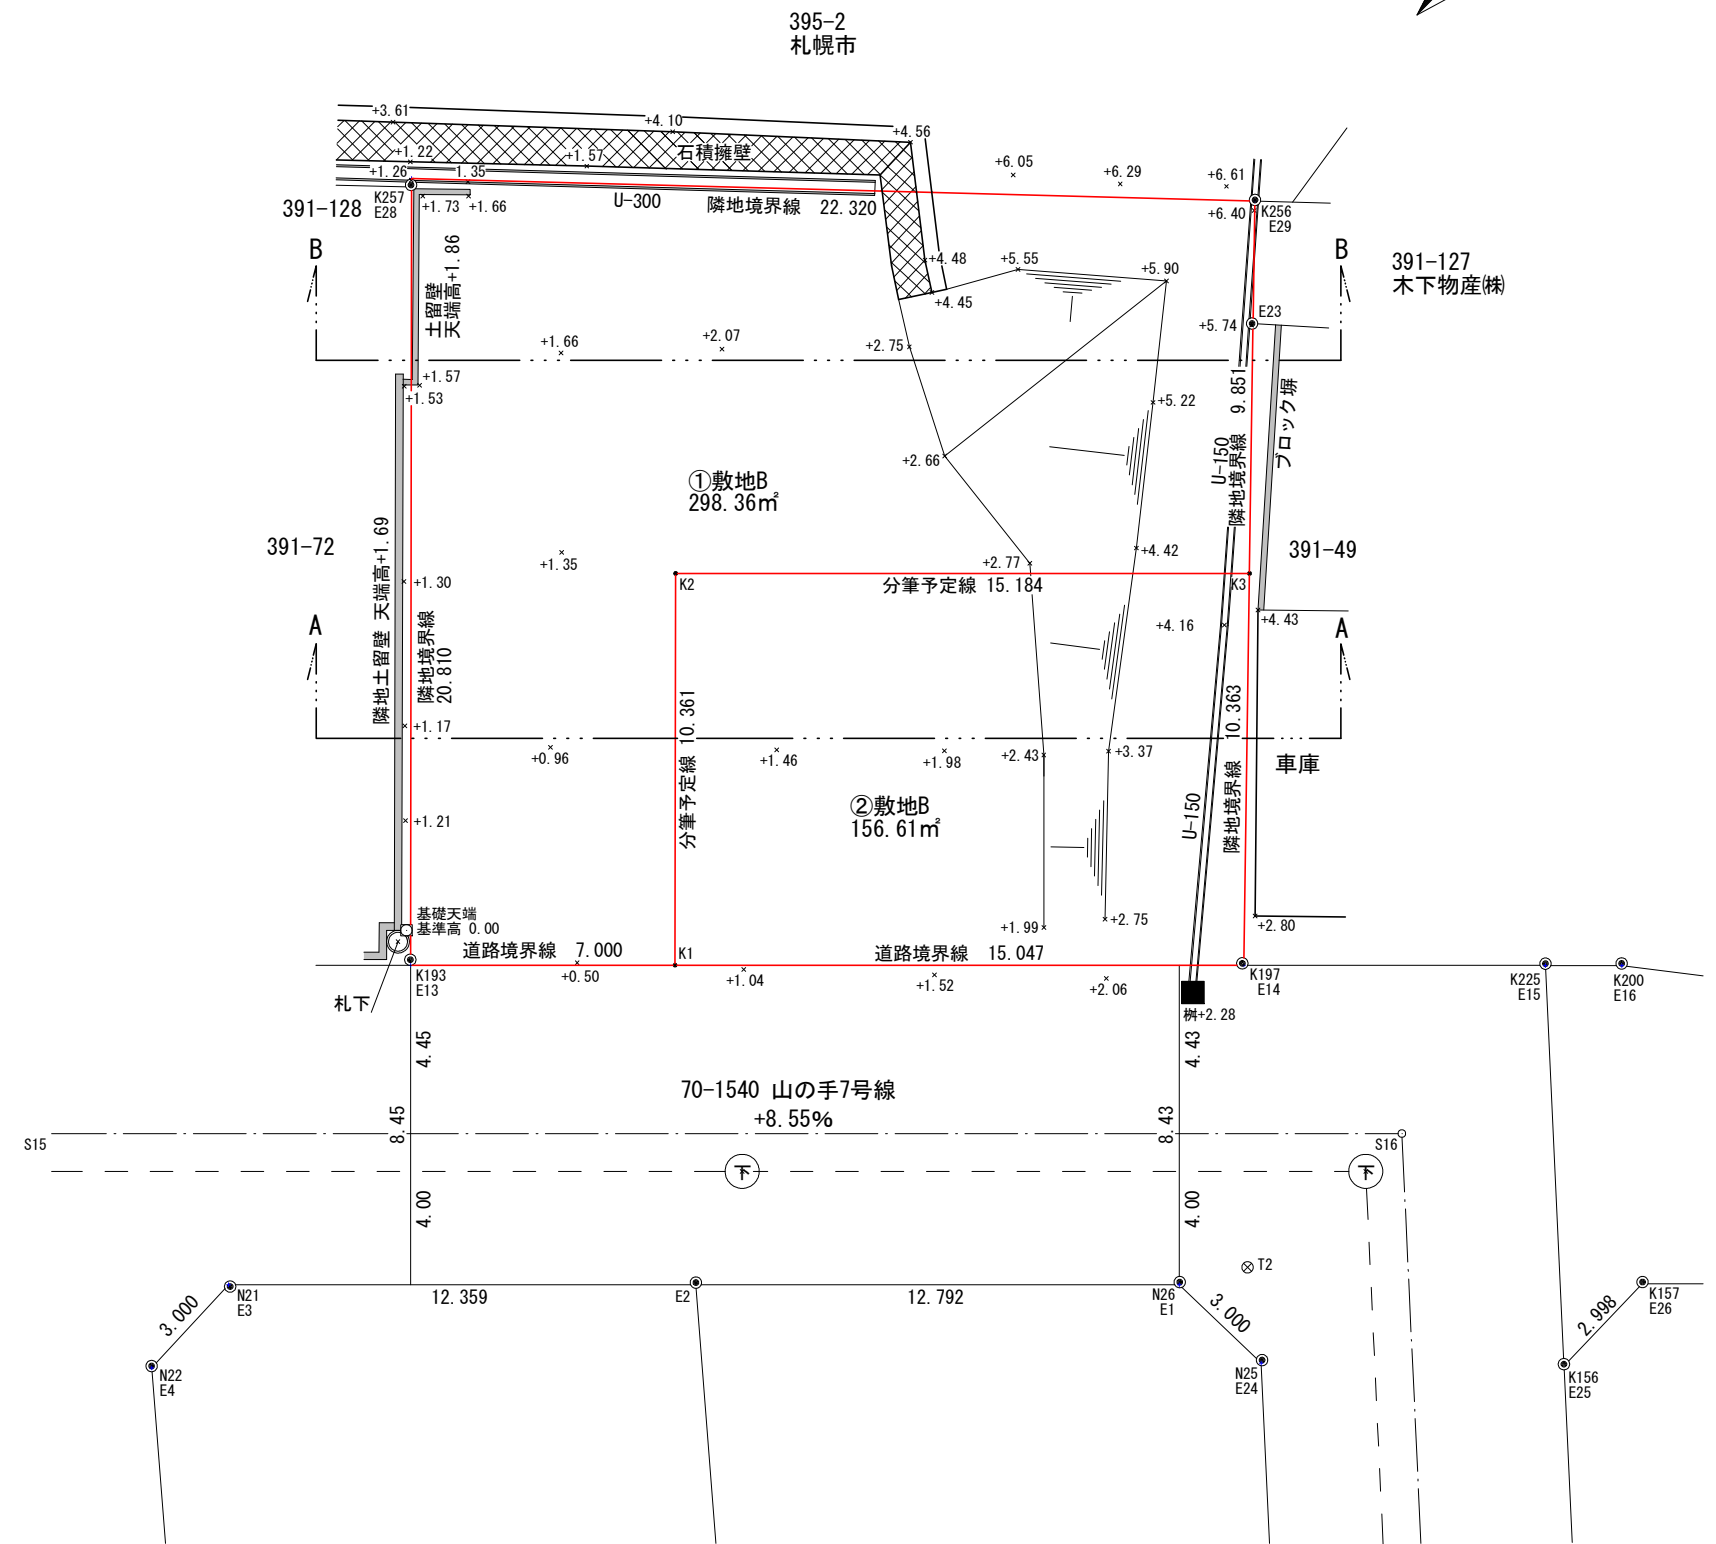 395-2
札幌市
+3.61
+4.10
+4.56
石積擁壁
+1.22
+1.57
+1.26
1.35
+6.05
+6.29
+6.61
K257
E28
391-128
+1.73
+1.66
U-300
隣地境界線 22.320
+6.40
K256
E29
B
B
土留壁
天端高+1.86
+4.48
+5.55
+5.90
391-127
木下物産㈱
+4.45
E23
+5.74
+1.66
+2.07
+2.75
+1.57
+1.53
+5.22
隣地境界線 9.851
U-150
ブロック塀
+2.66
①敷地B
298.36㎡
391-72
+1.35
+2.77
+4.42
391-49
隣地土留壁 天端高+1.69
+1.30
K2
分筆予定線 15.184
K3
隣地境界線
20.810
+4.16
+4.43
A
A
+1.17
分筆予定線 10.361
隣地境界線 10.363
+0.96
+1.46
+1.98
+2.43
+3.37
車庫
②敷地B
156.61㎡
U-150
+1.21
基礎天端
基準高 0.00
+1.99
+2.75
+2.80
道路境界線 7.000
K1
道路境界線 15.047
K193
E13
+0.50
+1.04
+1.52
+2.06
K197
E14
K225
E15
K200
E16
札下
桝+2.28
4.45
4.43
70-1540 山の手7号線
+8.55%
8.45
8.43
S15
S16
下
下
4.00
4.00
T2
N21
E3
12.359
E2
12.792
N26
E1
K157
E26
3.000
3.000
2.998
N22
E4
N25
E24
K156
E25